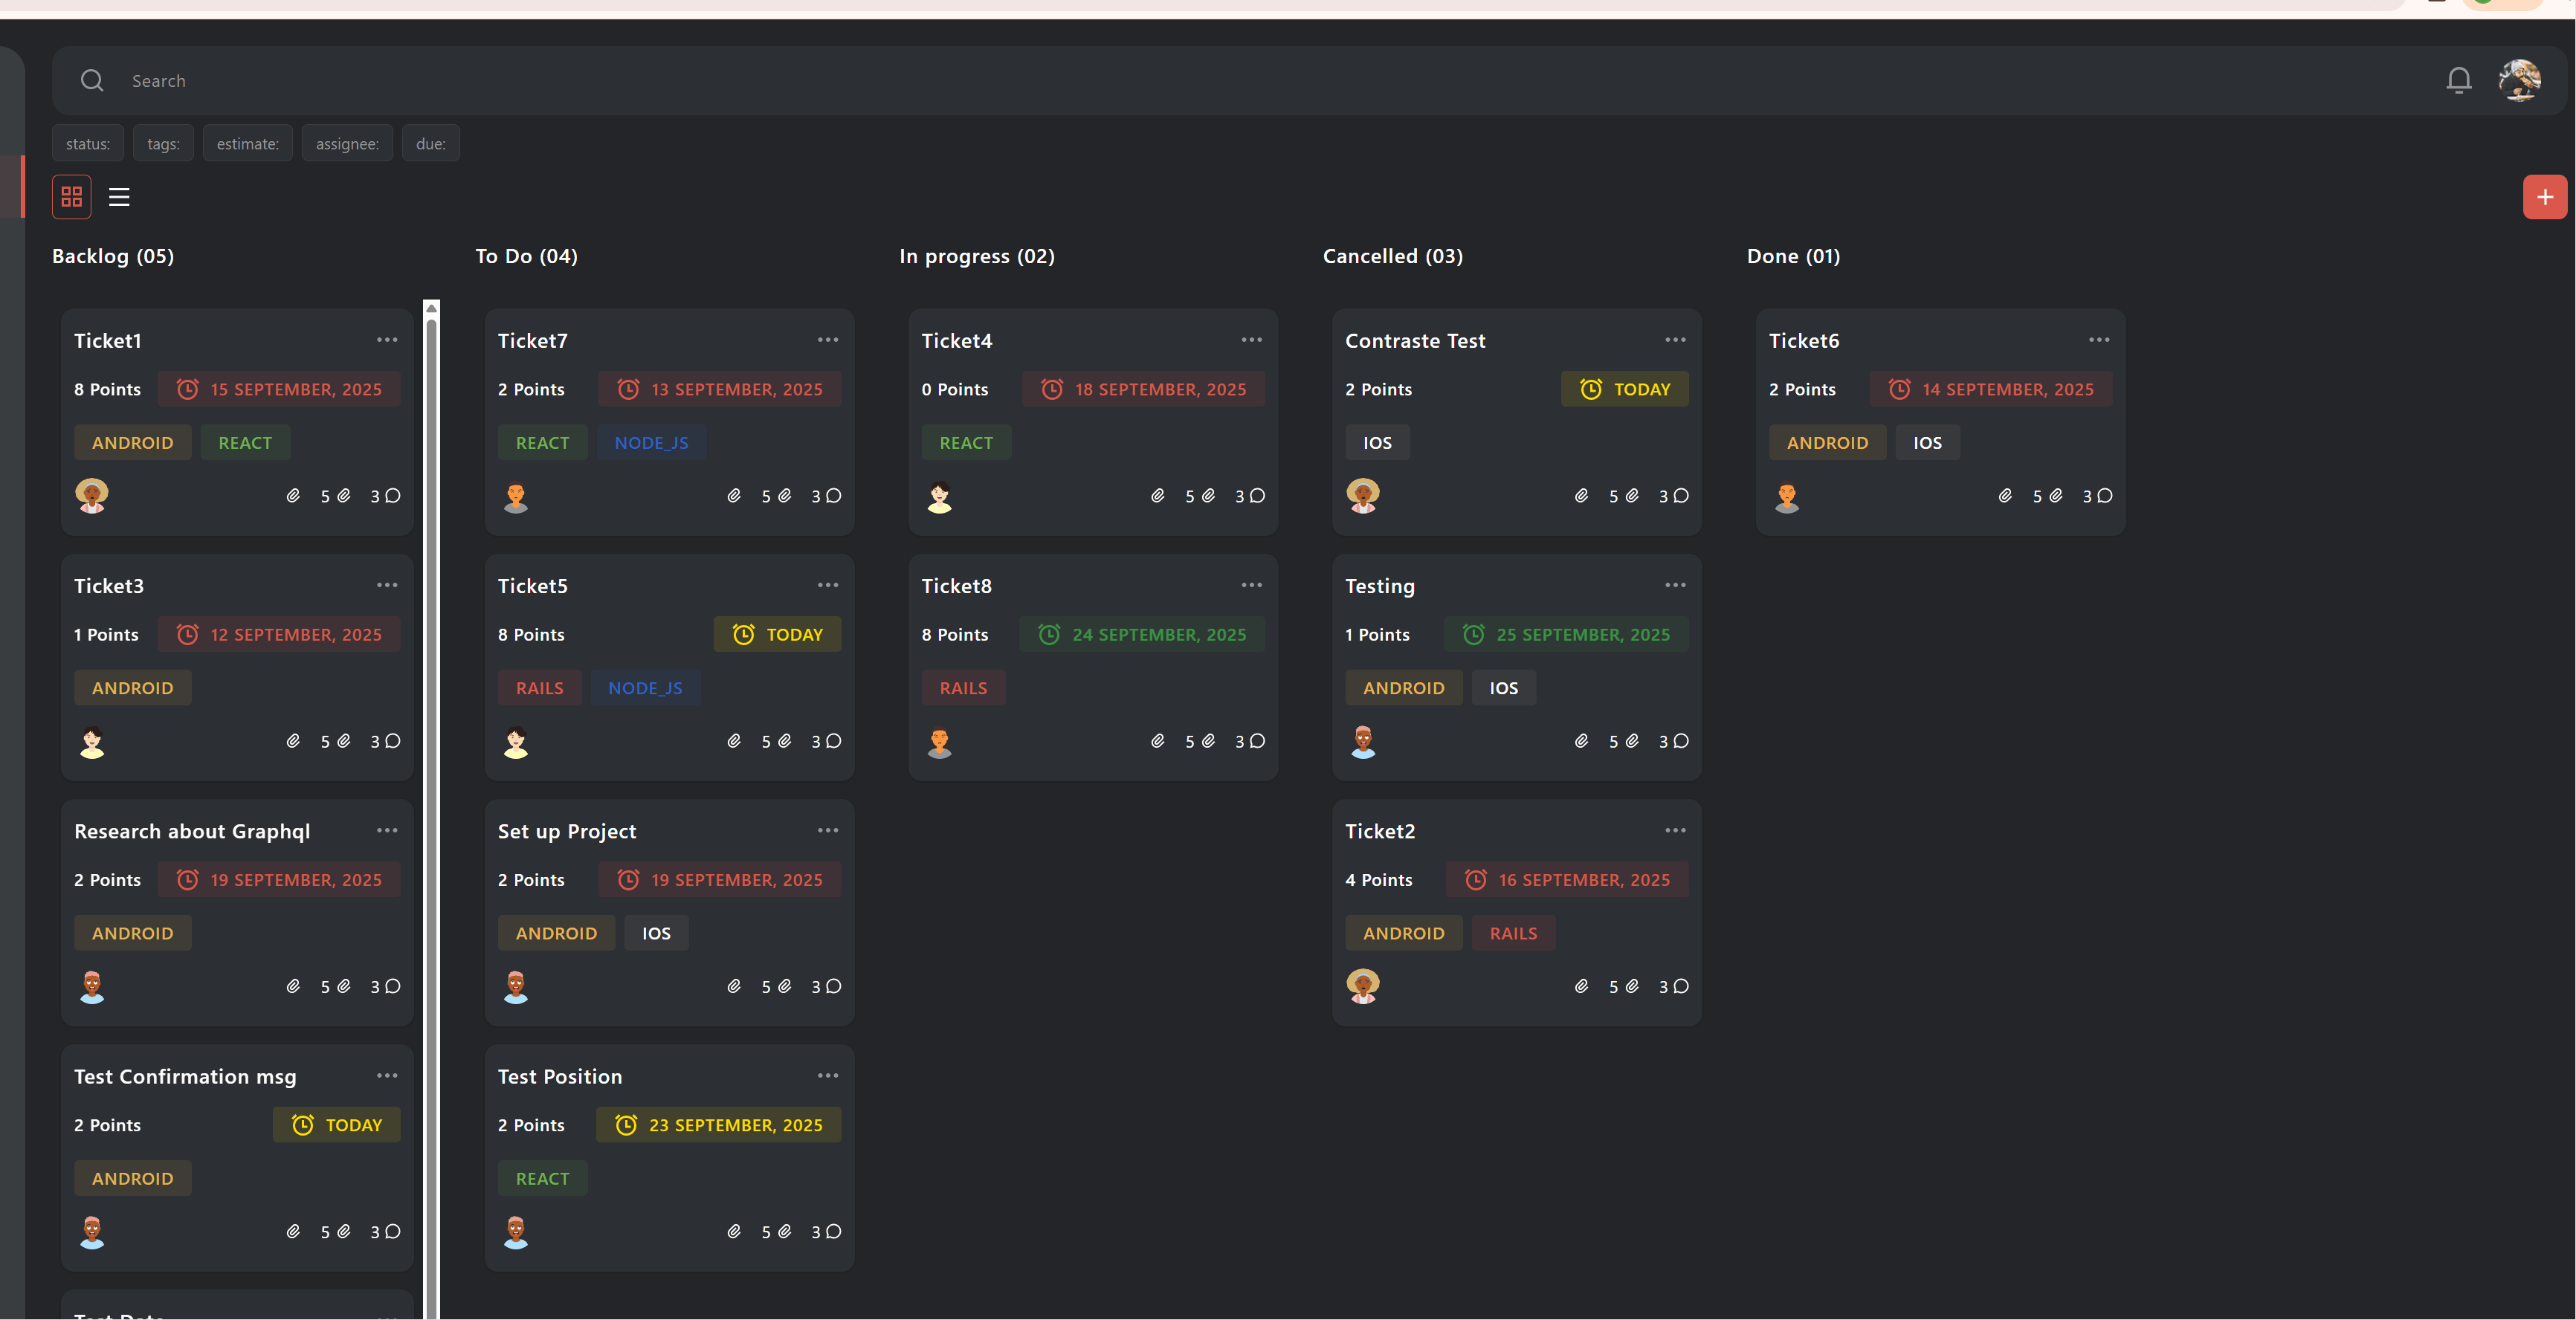 Search
status: tags: estimate: assignee: due:
Backlog (05)
Ticket1
8 Points 15 SEPTEMBER, 2025
ANDROID REACT
5 3
Ticket3
1 Points 12 SEPTEMBER, 2025
ANDROID
5 3
Research about Graphql
2 Points 19 SEPTEMBER, 2025
ANDROID
5 3
Test Confirmation msg
2 Points TODAY
ANDROID
5 3
To Do (04)
Ticket7
2 Points 13 SEPTEMBER, 2025
REACT NODE_JS
5 3
Ticket5
8 Points TODAY
RAILS NODE_JS
5 3
Set up Project
2 Points 19 SEPTEMBER, 2025
ANDROID IOS
5 3
Test Position
2 Points 23 SEPTEMBER, 2025
REACT
5 3
In progress (02)
Ticket4
0 Points 18 SEPTEMBER, 2025
REACT
5 3
Ticket8
8 Points 24 SEPTEMBER, 2025
RAILS
5 3
Cancelled (03)
Contraste Test
2 Points TODAY
IOS
5 3
Testing
1 Points 25 SEPTEMBER, 2025
ANDROID IOS
5 3
Ticket2
4 Points 16 SEPTEMBER, 2025
ANDROID RAILS
5 3
Done (01)
Ticket6
2 Points 14 SEPTEMBER, 2025
ANDROID IOS
5 3